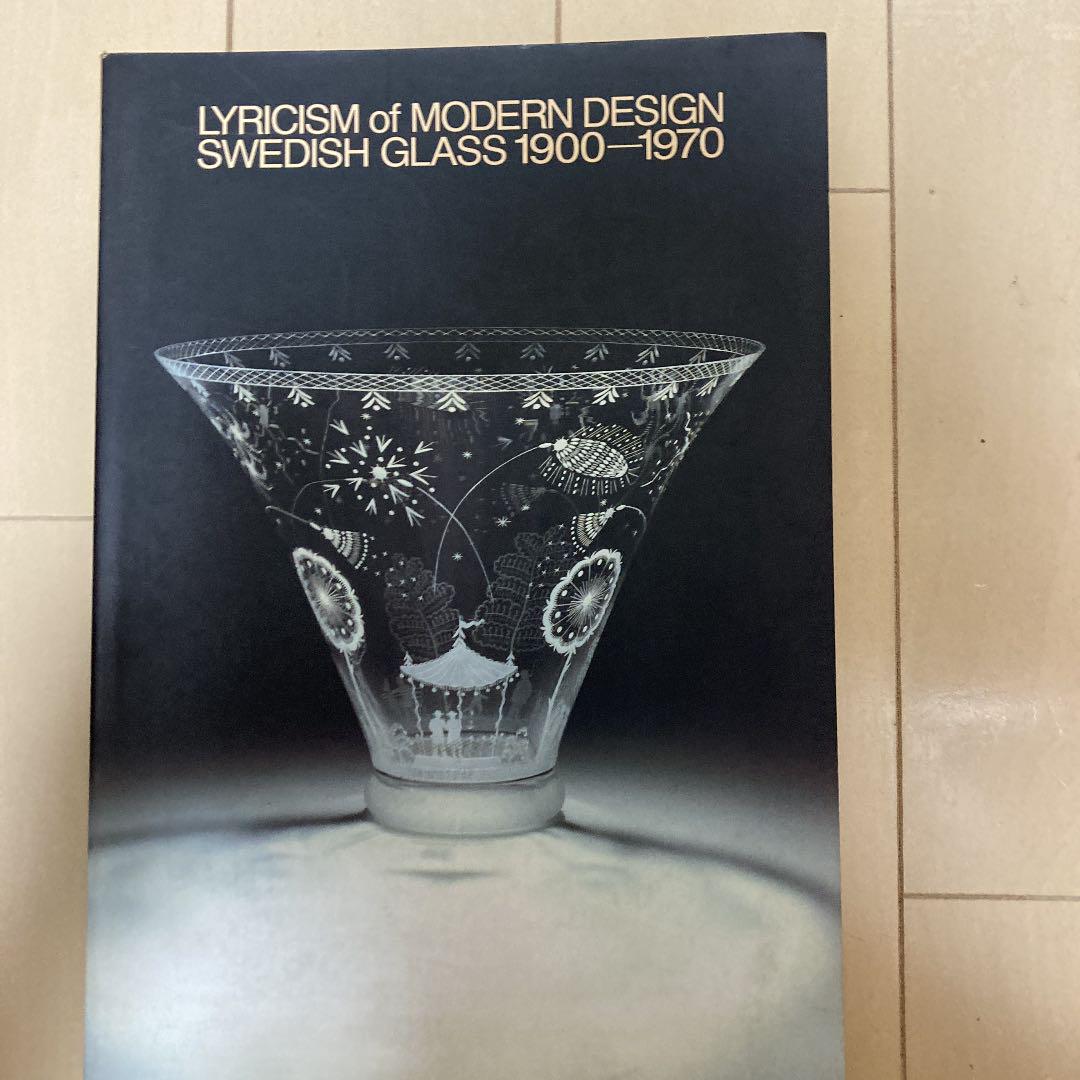 LYRICISM of MODERN DESIGN
SWEDISH GLASS 1900—1970